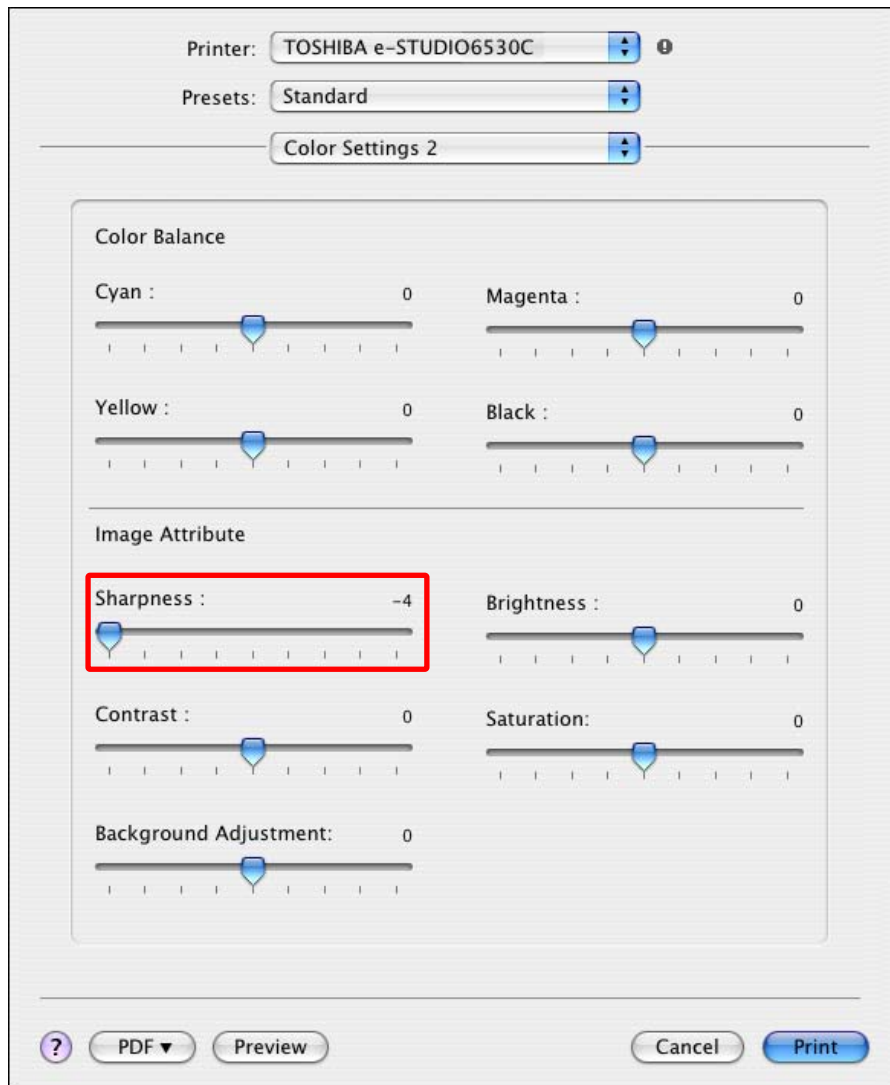 Printer: TOSHIBA e-STUDIO6530C
Presets: Standard
Color Settings 2
Color Balance
Cyan : 0
Magenta : 0
Yellow : 0
Black : 0
Image Attribute
Sharpness : -4
Brightness : 0
Contrast : 0
Saturation: 0
Background Adjustment: 0
? PDF ▼ Preview Cancel Print